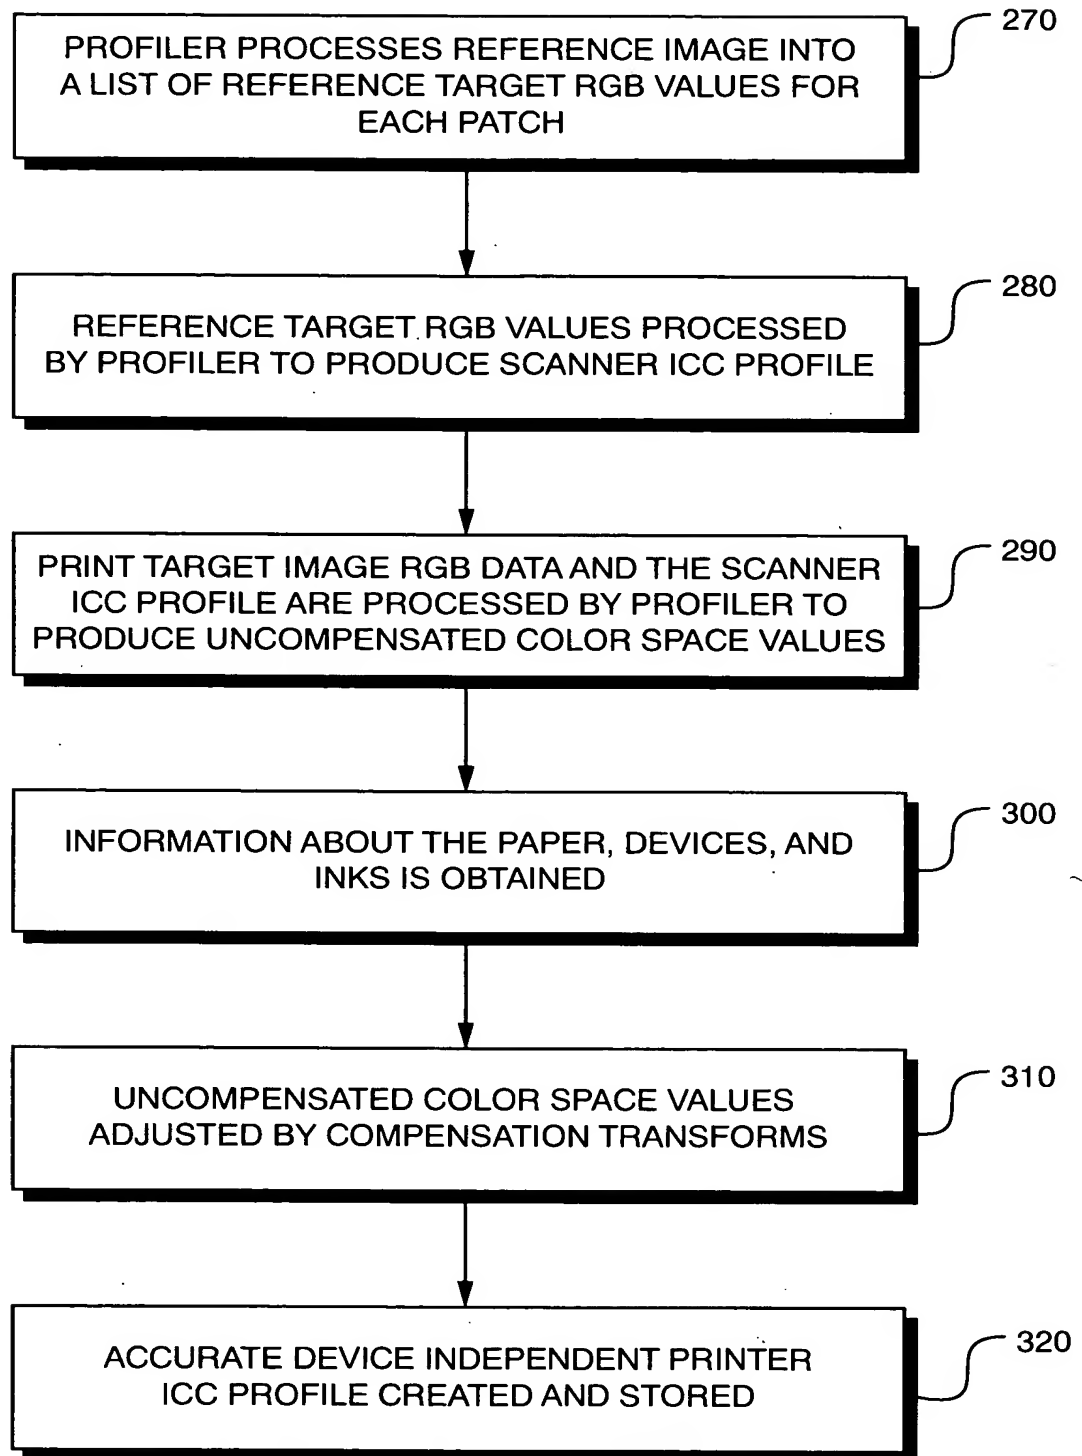 PROFILER PROCESSES REFERENCE IMAGE INTO
A LIST OF REFERENCE TARGET RGB VALUES FOR
EACH PATCH
270
REFERENCE TARGET RGB VALUES PROCESSED
BY PROFILER TO PRODUCE SCANNER ICC PROFILE
280
PRINT TARGET IMAGE RGB DATA AND THE SCANNER
ICC PROFILE ARE PROCESSED BY PROFILER TO
PRODUCE UNCOMPENSATED COLOR SPACE VALUES
290
INFORMATION ABOUT THE PAPER, DEVICES, AND
INKS IS OBTAINED
300
UNCOMPENSATED COLOR SPACE VALUES
ADJUSTED BY COMPENSATION TRANSFORMS
310
ACCURATE DEVICE INDEPENDENT PRINTER
ICC PROFILE CREATED AND STORED
320